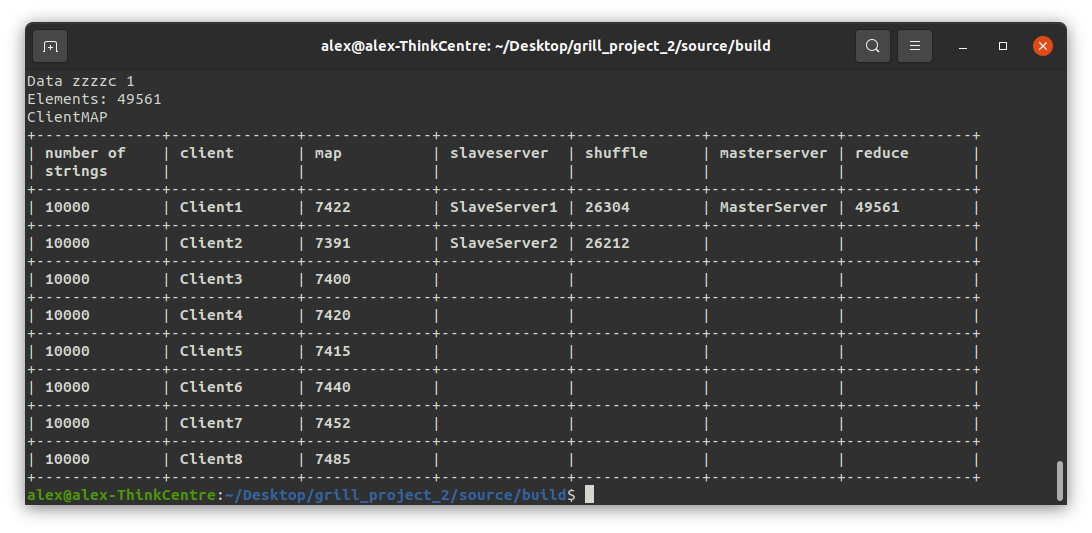 alex@alex-ThinkCentre: ~/Desktop/grill_project_2/source/build
Data zzzzc 1
Elements: 49561
ClientMAP
+--------------+--------------+--------------+--------------+--------------+--------------+--------------+
| number of    | client       | map          | slaveserver  | shuffle      | masterserver | reduce       |
| strings      |              |              |              |              |              |              |
+--------------+--------------+--------------+--------------+--------------+--------------+--------------+
| 10000        | Client1      | 7422         | SlaveServer1 | 26304        | MasterServer | 49561        |
+--------------+--------------+--------------+--------------+--------------+--------------+--------------+
| 10000        | Client2      | 7391         | SlaveServer2 | 26212        |              |              |
+--------------+--------------+--------------+--------------+--------------+--------------+--------------+
| 10000        | Client3      | 7400         |              |              |              |              |
+--------------+--------------+--------------+--------------+--------------+--------------+--------------+
| 10000        | Client4      | 7420         |              |              |              |              |
+--------------+--------------+--------------+--------------+--------------+--------------+--------------+
| 10000        | Client5      | 7415         |              |              |              |              |
+--------------+--------------+--------------+--------------+--------------+--------------+--------------+
| 10000        | Client6      | 7440         |              |              |              |              |
+--------------+--------------+--------------+--------------+--------------+--------------+--------------+
| 10000        | Client7      | 7452         |              |              |              |              |
+--------------+--------------+--------------+--------------+--------------+--------------+--------------+
| 10000        | Client8      | 7485         |              |              |              |              |
+--------------+--------------+--------------+--------------+--------------+--------------+--------------+
alex@alex-ThinkCentre:~/Desktop/grill_project_2/source/build$